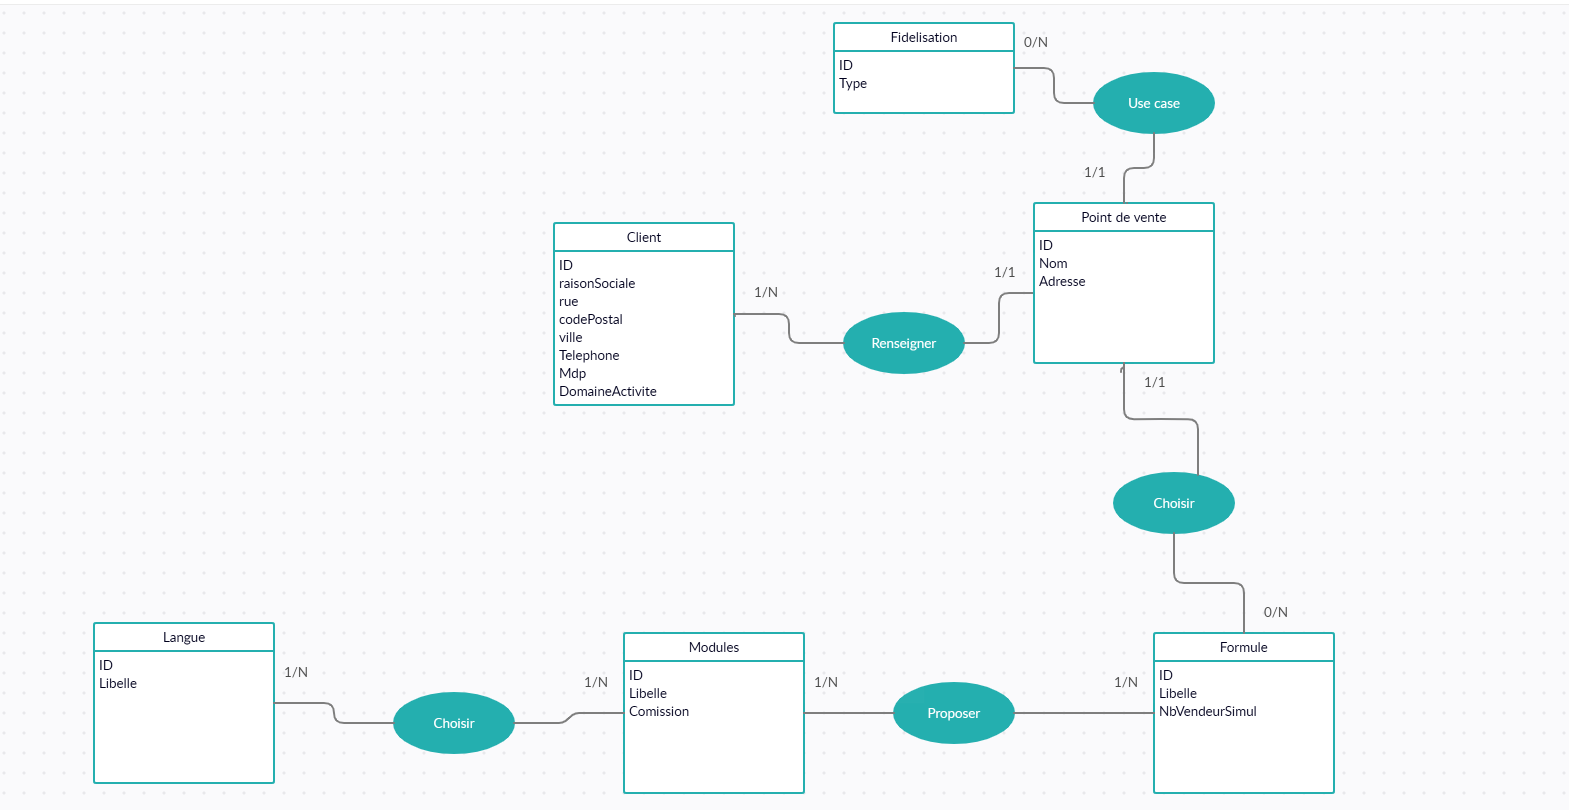 Fidelisation
ID
Type
0/N
Use case
1/1
Point de vente
ID
Nom
Adresse
Client
ID
raisonSociale
rue
codePostal
ville
Telephone
Mdp
DomaineActivite
1/N
Renseigner
1/1
1/1
Choisir
0/N
Langue
ID
Libelle
1/N
Choisir
1/N
Modules
ID
Libelle
Comission
1/N
Proposer
1/N
Formule
ID
Libelle
NbVendeurSimul